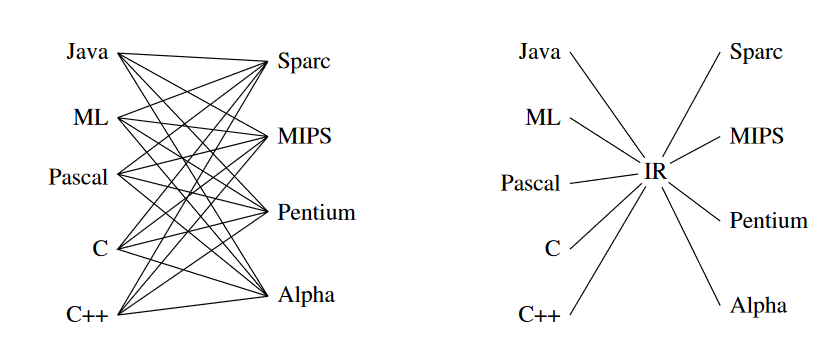 Java
ML
Pascal
C
C++
Sparc
MIPS
Pentium
Alpha
Java
ML
Pascal
C
C++
IR
Sparc
MIPS
Pentium
Alpha